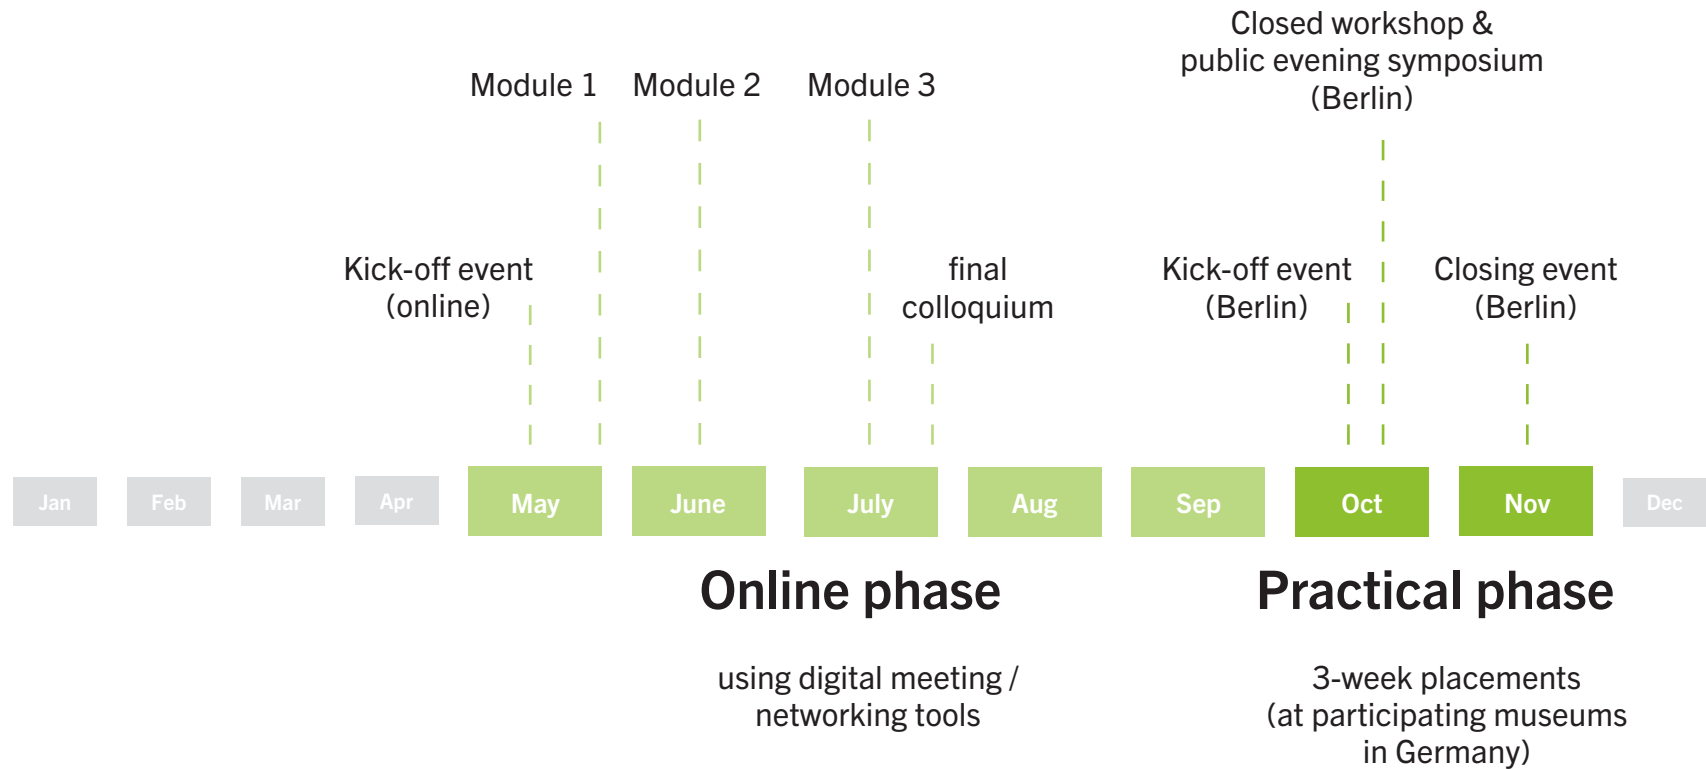 Closed workshop &
public evening symposium
(Berlin)
Module 1
Module 2
Module 3
Kick-off event
(online)
final
colloquium
Kick-off event
(Berlin)
Closing event
(Berlin)
Jan
Feb
Mar
Apr
May
June
July
Aug
Sep
Oct
Nov
Dec
Online phase
using digital meeting /
networking tools
Practical phase
3-week placements
(at participating museums
in Germany)